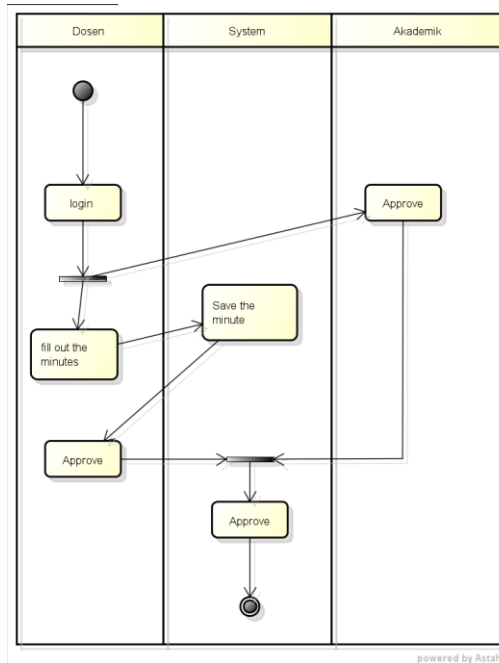 Dosen
System
Akademik
login
Approve
Save the
minute
fill out the
minutes
Approve
Approve
powered by Astah